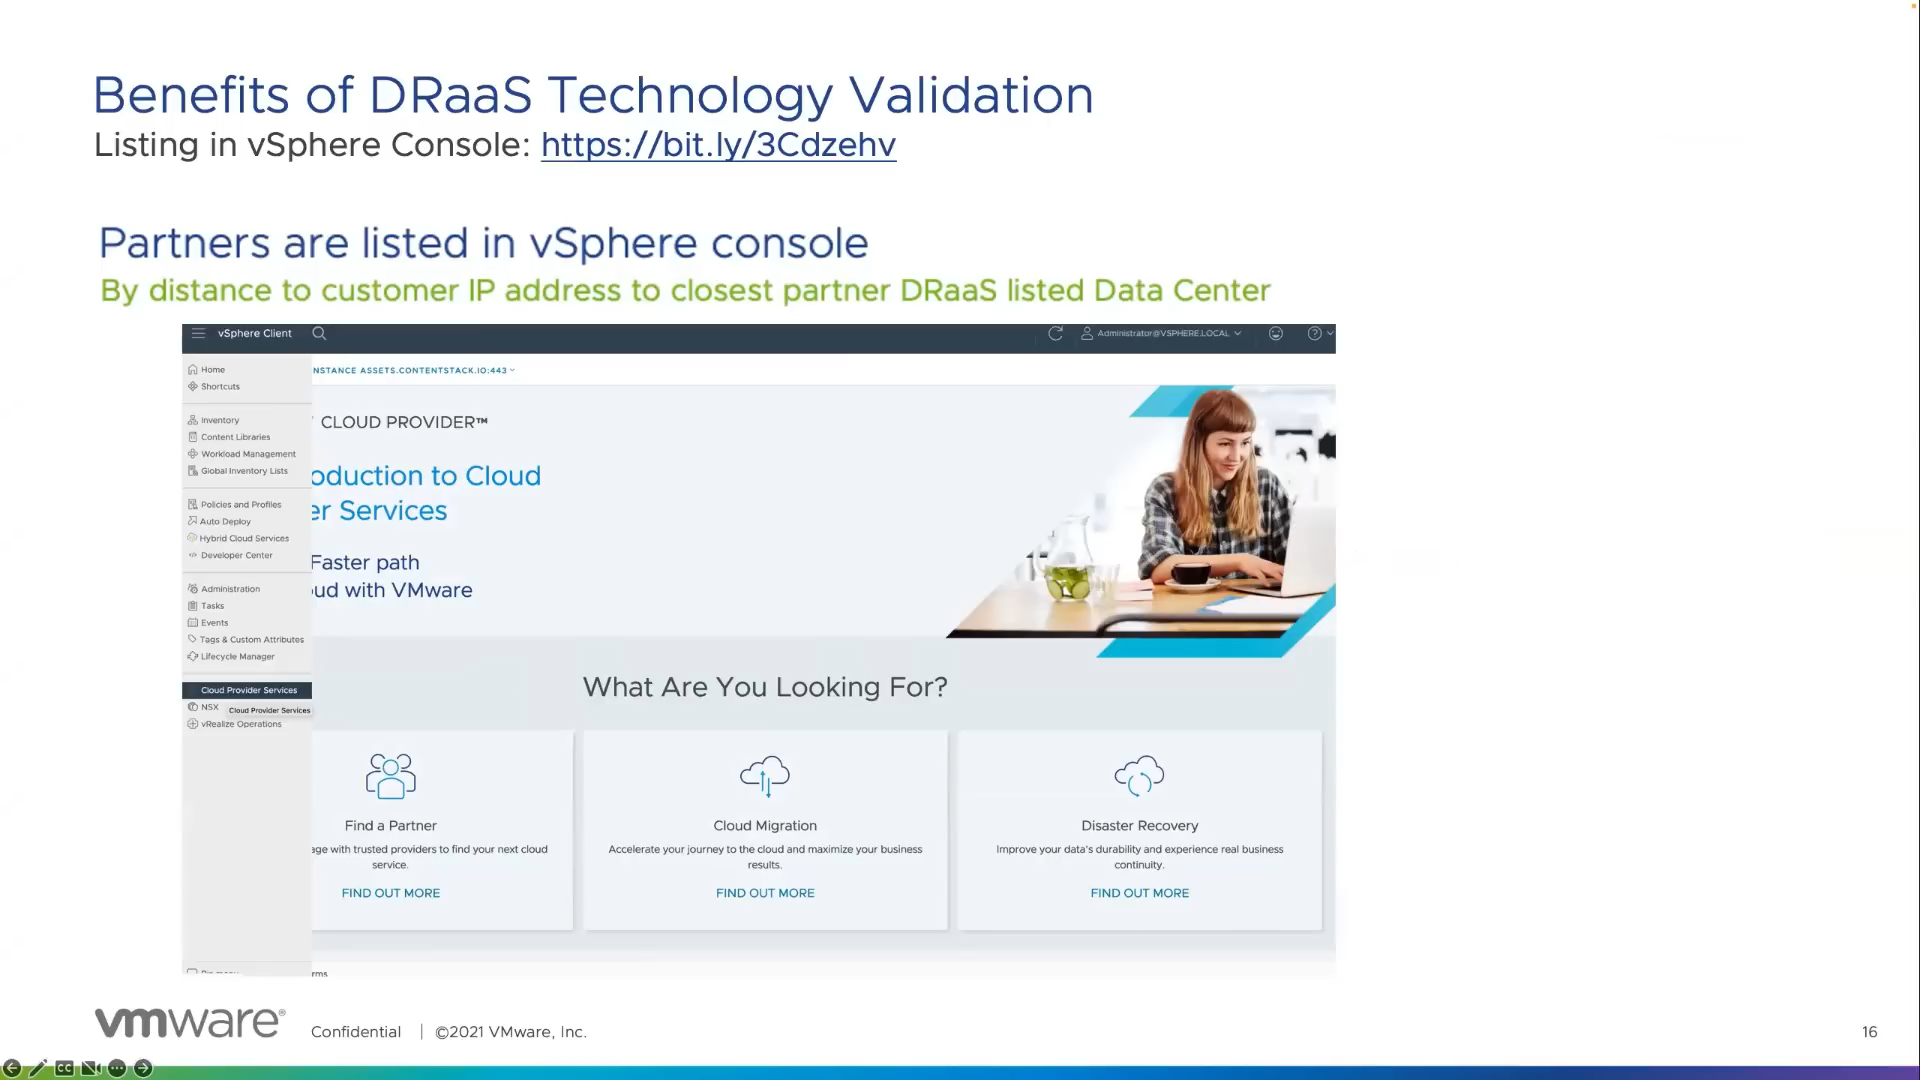 Benefits of DRaaS Technology Validation
Listing in vSphere Console: https://bit.ly/3Cdzehv
Partners are listed in vSphere console
By distance to customer IP address to closest partner DRaaS listed Data Center
vSphere Client
Administrator@VSPHERE.LOCAL
Home
Shortcuts
Inventory
Content Libraries
Workload Management
Global Inventory Lists
Policies and Profiles
Auto Deploy
Hybrid Cloud Services
Developer Center
Administration
Tasks
Events
Tags & Custom Attributes
Lifecycle Manager
Cloud Provider Services
NSX
Cloud Provider Services
vRealize Operations
NSTANCE ASSETS.CONTENTSTACK.IO:443
CLOUD PROVIDER™
oduction to Cloud
er Services
Faster path
oud with VMware
What Are You Looking For?
Find a Partner
age with trusted providers to find your next cloud
service.
FIND OUT MORE
Cloud Migration
Accelerate your journey to the cloud and maximize your business
results.
FIND OUT MORE
Disaster Recovery
Improve your data's durability and experience real business
continuity.
FIND OUT MORE
rms
vmware®
Confidential | ©2021 VMware, Inc.
16
CC